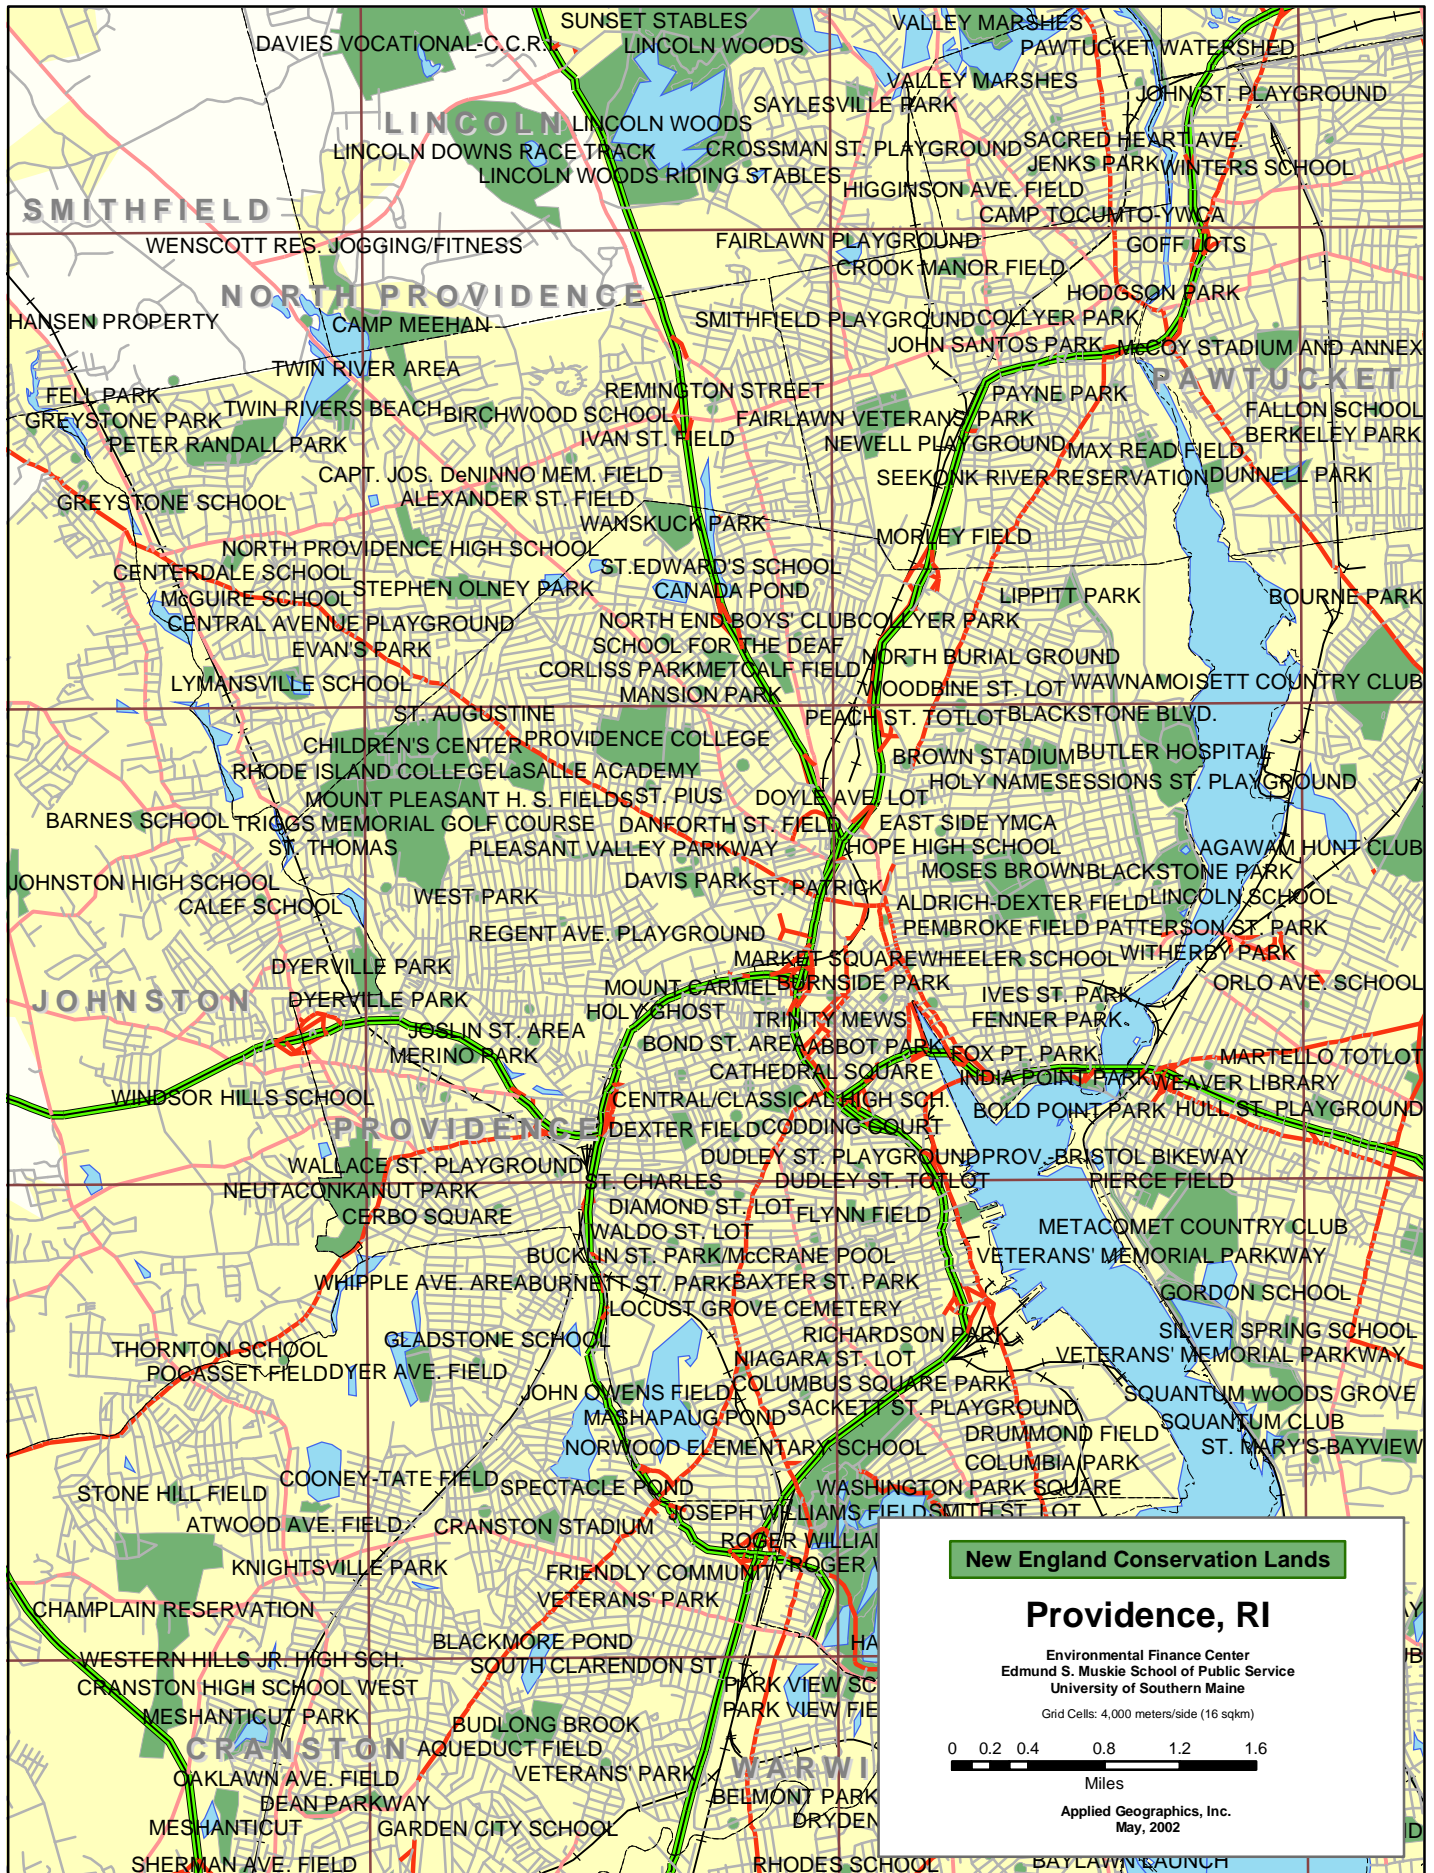 SUNSET STABLES
VALLEY MARSHES
DAVIES VOCATIONAL-C.C.R.I.
LINCOLN WOODS
PAWTUCKET WATERSHED
VALLEY MARSHES
JOHN ST. PLAYGROUND
SAYLESVILLE PARK
LINCOLN
LINCOLN WOODS
SACRED HEART AVE.
LINCOLN DOWNS RACE TRACK
CROSSMAN ST. PLAYGROUND
JENKS PARK
WINTERS SCHOOL
LINCOLN WOODS RIDING STABLES
HIGGINSON AVE. FIELD
SMITHFIELD
CAMP TOCUMTO-YWCA
WENSCOTT RES. JOGGING/FITNESS
FAIRLAWN PLAYGROUND
GOFF LOTS
CROOK MANOR FIELD
NORTH PROVIDENCE
HODGSON PARK
HANSEN PROPERTY
CAMP MEEHAN
SMITHFIELD PLAYGROUND
COLLYER PARK
JOHN SANTOS PARK
McCOY STADIUM AND ANNEX
TWIN RIVER AREA
PAWTUCKET
FELL PARK
REMINGTON STREET
PAYNE PARK
GREYSTONE PARK
TWIN RIVERS BEACH
BIRCHWOOD SCHOOL
FAIRLAWN VETERANS' PARK
FALLON SCHOOL
PETER RANDALL PARK
IVAN ST. FIELD
NEWELL PLAYGROUND
MAX READ FIELD
BERKELEY PARK
CAPT. JOS. DeNINNO MEM. FIELD
SEEKONK RIVER RESERVATION
DUNNELL PARK
GREYSTONE SCHOOL
ALEXANDER ST. FIELD
WANSKUCK PARK
MORLEY FIELD
NORTH PROVIDENCE HIGH SCHOOL
CENTERDALE SCHOOL
ST.EDWARD'S SCHOOL
McGUIRE SCHOOL
STEPHEN OLNEY PARK
CANADA POND
LIPPITT PARK
BOURNE PARK
CENTRAL AVENUE PLAYGROUND
NORTH END BOYS' CLUB
COLLYER PARK
EVAN'S PARK
SCHOOL FOR THE DEAF
NORTH BURIAL GROUND
LYMANSVILLE SCHOOL
CORLISS PARK
METCALF FIELD
WAWNAMOISETT COUNTRY CLUB
MANSION PARK
WOODBINE ST. LOT
ST. AUGUSTINE
PEACH ST. TOTLOT
BLACKSTONE BLVD.
CHILDREN'S CENTER
PROVIDENCE COLLEGE
BROWN STADIUM
BUTLER HOSPITAL
RHODE ISLAND COLLEGE
LaSALLE ACADEMY
HOLY NAME
SESSIONS ST. PLAYGROUND
MOUNT PLEASANT H. S. FIELDS
ST. PIUS
DOYLE AVE. LOT
BARNES SCHOOL
TRIGGS MEMORIAL GOLF COURSE
DANFORTH ST. FIELD
EAST SIDE YMCA
ST. THOMAS
PLEASANT VALLEY PARKWAY
HOPE HIGH SCHOOL
AGAWAM HUNT CLUB
JOHNSTON HIGH SCHOOL
DAVIS PARK
ST. PATRICK
MOSES BROWN
BLACKSTONE PARK
CALEF SCHOOL
WEST PARK
ALDRICH-DEXTER FIELD
LINCOLN SCHOOL
REGENT AVE. PLAYGROUND
PEMBROKE FIELD
PATTERSON ST. PARK
DYERVILLE PARK
MARKET SQUARE
WHEELER SCHOOL
WITHERBY PARK
JOHNSTON
DYERVILLE PARK
MOUNT CARMEL
BURNSIDE PARK
IVES ST. PARK
ORLO AVE. SCHOOL
JOSLIN ST. AREA
HOLY GHOST
TRINITY MEWS
FENNER PARK
MERINO PARK
BOND ST. AREA
ABBOT PARK
FOX PT. PARK
MARTELLO TOTLOT
CATHEDRAL SQUARE
INDIA POINT PARK
WEAVER LIBRARY
WINDSOR HILLS SCHOOL
CENTRAL/CLASSICAL HIGH SCH.
BOLD POINT PARK
HULL ST. PLAYGROUND
PROVIDENCE
DEXTER FIELD
CODDING COURT
WALLACE ST. PLAYGROUND
DUDLEY ST. PLAYGROUND
PROV.-BRISTOL BIKEWAY
NEUTACONKANUT PARK
ST. CHARLES
DUDLEY ST. TOTLOT
PIERCE FIELD
CERBO SQUARE
DIAMOND ST. LOT
FLYNN FIELD
WALDO ST. LOT
METACOMET COUNTRY CLUB
BUCKLIN ST. PARK/McCRANE POOL
VETERANS' MEMORIAL PARKWAY
WHIPPLE AVE. AREA
BURNETT ST. PARK
BAXTER ST. PARK
GORDON SCHOOL
LOCUST GROVE CEMETERY
THORNTON SCHOOL
GLADSTONE SCHOOL
RICHARDSON PARK
SILVER SPRING SCHOOL
POCASSET FIELD
DYER AVE. FIELD
NIAGARA ST. LOT
VETERANS' MEMORIAL PARKWAY
JOHN OWENS FIELD
COLUMBUS SQUARE PARK
SQUANTUM WOODS GROVE
MASHAPAUG POND
SACKETT ST. PLAYGROUND
SQUANTUM CLUB
NORWOOD ELEMENTARY SCHOOL
DRUMMOND FIELD
ST. MARY'S-BAYVIEW
COONEY-TATE FIELD
COLUMBIA PARK
STONE HILL FIELD
SPECTACLE POND
WASHINGTON PARK SQUARE
ATWOOD AVE. FIELD
CRANSTON STADIUM
JOSEPH WILLIAMS FIELD
SMITH ST. LOT
KNIGHTSVILLE PARK
ROGER WILLIA
FRIENDLY COMMUNITY
ROGER W
CHAMPLAIN RESERVATION
VETERANS' PARK
AY
WESTERN HILLS JR. HIGH SCH.
BLACKMORE POND
HA
UB
CRANSTON HIGH SCHOOL WEST
SOUTH CLARENDON ST.
PARK VIEW SC
MESHANTICUT PARK
BUDLONG BROOK
PARK VIEW FIE
CRANSTON
AQUEDUCT FIELD
WARWI
OAKLAWN AVE. FIELD
VETERANS' PARK
BELMONT PARK
DEAN PARKWAY
DRYDEN
MESHANTICUT
GARDEN CITY SCHOOL
ND
SHERMAN AVE. FIELD
RHODES SCHOOL
BAYLAWN LAUNCH
New England Conservation Lands
Providence, RI
Environmental Finance Center
Edmund S. Muskie School of Public Service
University of Southern Maine
Grid Cells: 4,000 meters/side (16 sqkm)
0 0.2 0.4 0.8 1.2 1.6
Miles
Applied Geographics, Inc.
May, 2002